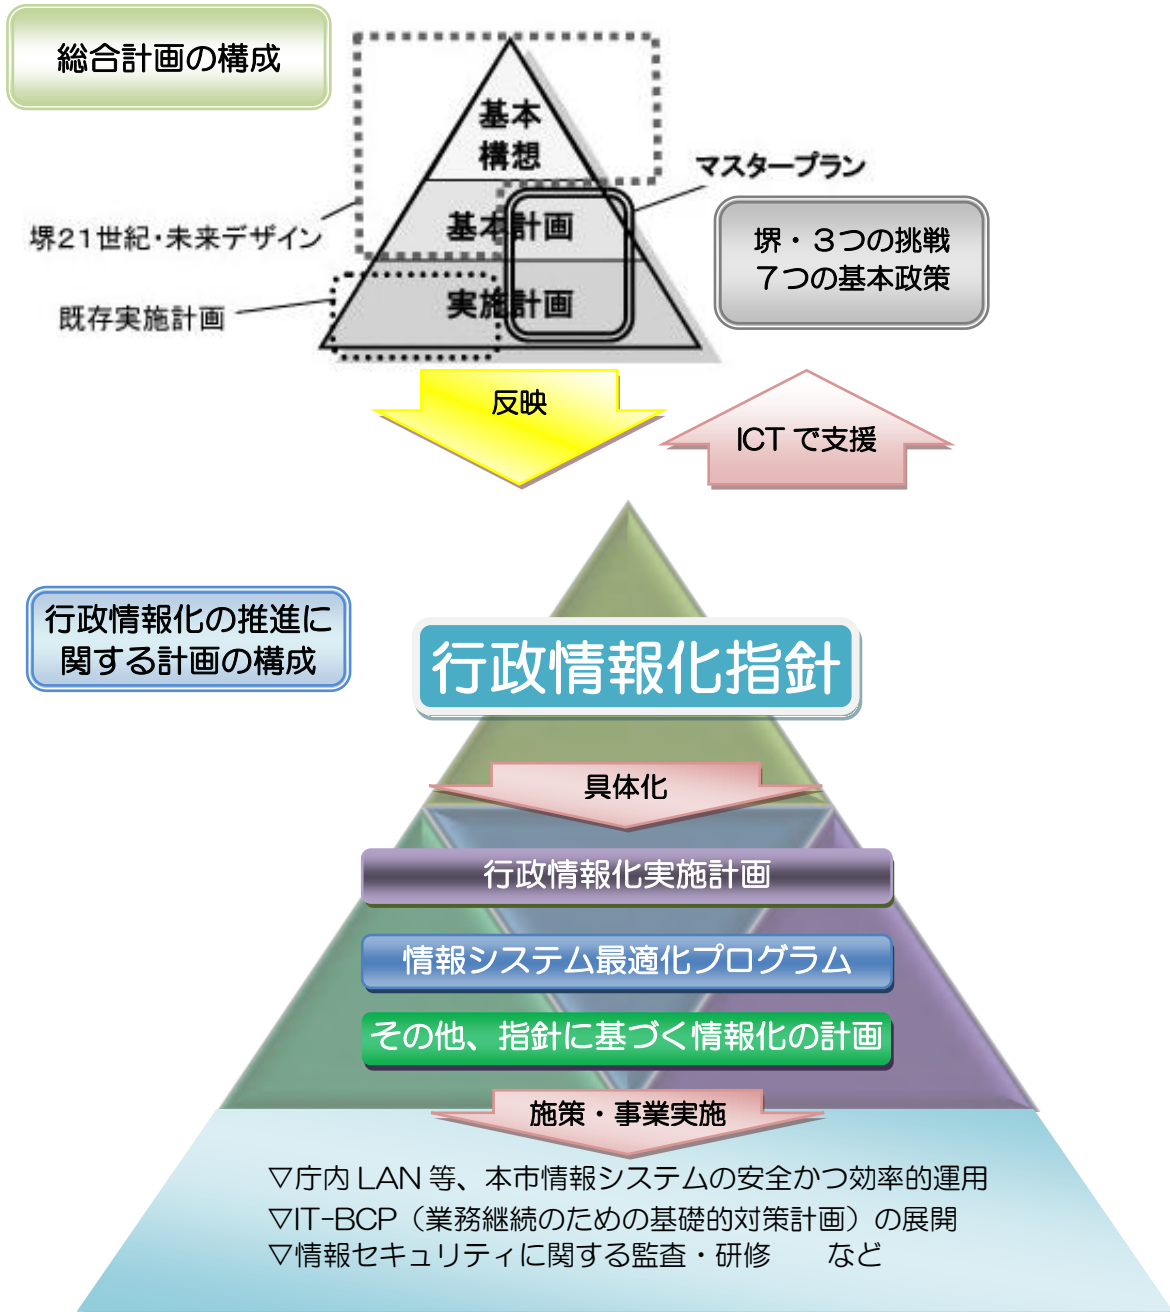 総合計画の構成
基本
構想
マスタープラン
基本計画
堺21世紀・未来デザイン
堺・３つの挑戦
７つの基本政策
実施計画
既存実施計画
反映
ICT で支援
行政情報化の推進に
関する計画の構成
行政情報化指針
具体化
行政情報化実施計画
情報システム最適化プログラム
その他、指針に基づく情報化の計画
施策・事業実施
▽庁内 LAN 等、本市情報システムの安全かつ効率的運用
▽IT-BCP（業務継続のための基礎的対策計画）の展開
▽情報セキュリティに関する監査・研修　　など